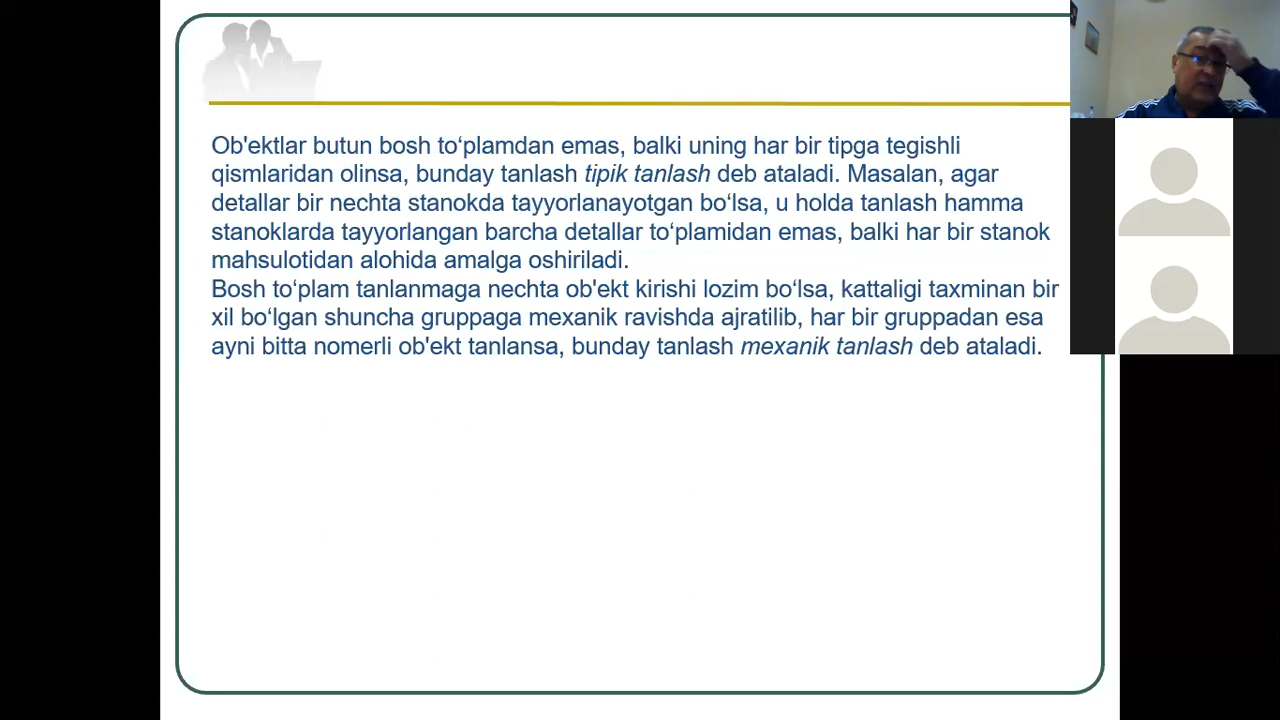 Ob'ektlar butun bosh to‘plamdan emas, balki uning har bir tipga tegishli
qismlaridan olinsa, bunday tanlash tipik tanlash deb ataladi. Masalan, agar
detallar bir nechta stanokda tayyorlanayotgan bo‘lsa, u holda tanlash hamma
stanoklarda tayyorlangan barcha detallar to‘plamidan emas, balki har bir stanok
mahsulotidan alohida amalga oshiriladi.
Bosh to‘plam tanlanmaga nechta ob'ekt kirishi lozim bo‘lsa, kattaligi taxminan bir
xil bo‘lgan shuncha gruppaga mexanik ravishda ajratilib, har bir gruppadan esa
ayni bitta nomerli ob'ekt tanlansa, bunday tanlash mexanik tanlash deb ataladi.